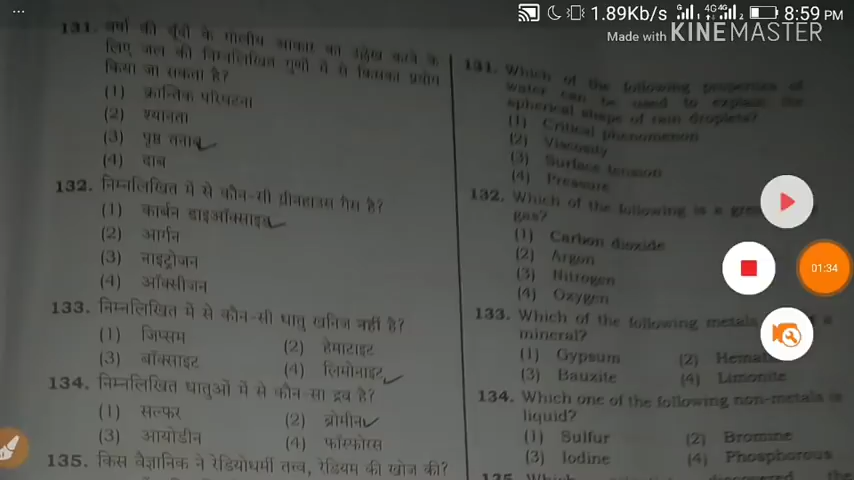 1.89Kb/s 4G 4G 8:59 PM
Made with KINEMASTER
131. वर्षा की बूँदों के गोलीय आकार का उल्लेख करने के
लिए जल की निम्नलिखित गुणों में से किसका प्रयोग
किया जा सकता है?
(1) क्रान्तिक परिघटना
(2) श्यानता
(3) पृष्ठ तनाव
(4) दाब
132. निम्नलिखित में से कौन-सी ग्रीनहाउस गैस है?
(1) कार्बन डाइऑक्साइड
(2) आर्गन
(3) नाइट्रोजन
(4) ऑक्सीजन
133. निम्नलिखित में से कौन-सी धातु खनिज नहीं है?
(1) जिप्सम (2) हेमाटाइट
(3) बॉक्साइट (4) लिमोनाइट
134. निम्नलिखित धातुओं में से कौन-सा द्रव है?
(1) सल्फर (2) ब्रोमीन
(3) आयोडीन (4) फॉस्फोरस
135. किस वैज्ञानिक ने रेडियोधर्मी तत्व, रेडियम की खोज की?
131. Which of the following properties of
water can be used to explain the
spherical shape of rain droplets?
(1) Critical phenomenon
(2) Viscosity
(3) Surface tension
(4) Pressure
132. Which of the following is a
gas?
(1) Carbon dioxide
(2) Argon
(3) Nitrogen
(4) Oxygen
133. Which of the following metals a
mineral?
(1) Gypsum (2)
(3) Bauxite (4) Limonite
134. Which one of the following non-metals is
liquid?
(1) Sulfur (2) Bromine
(3) Iodine (4) Phosphorous
135. Which discovered the
01:34